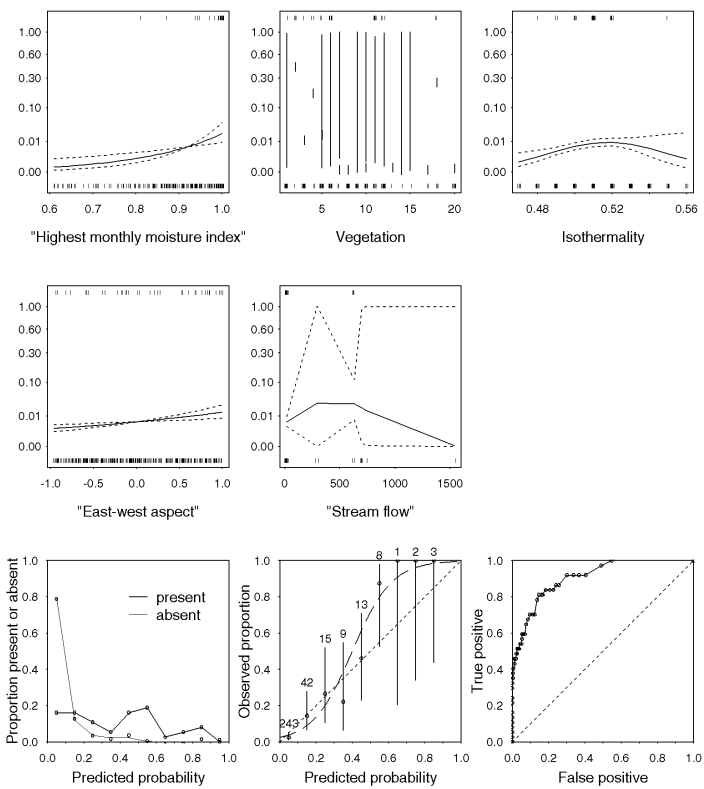 1.00
0.60
0.30
0.10
0.01
0.00
0.6 0.7 0.8 0.9 1.0
"Highest monthly moisture index"
1.00
0.60
0.30
0.10
0.01
0.00
5 10 15 20
Vegetation
1.00
0.60
0.30
0.10
0.01
0.00
0.48 0.52 0.56
Isothermality
1.00
0.60
0.30
0.10
0.01
0.00
-1.0 -0.5 0.0 0.5 1.0
"East-west aspect"
1.00
0.60
0.30
0.10
0.01
0.00
0 500 1000 1500
"Stream flow"
Proportion present or absent
1.0
0.8
0.6
0.4
0.2
0.0
present
absent
0.0 0.2 0.4 0.6 0.8 1.0
Predicted probability
Observed proportion
1.0
0.8
0.6
0.4
0.2
0.0
243 42 15 9 13 8 1 2 3
0.0 0.2 0.4 0.6 0.8 1.0
Predicted probability
True positive
1.0
0.8
0.6
0.4
0.2
0.0
0.0 0.2 0.4 0.6 0.8 1.0
False positive